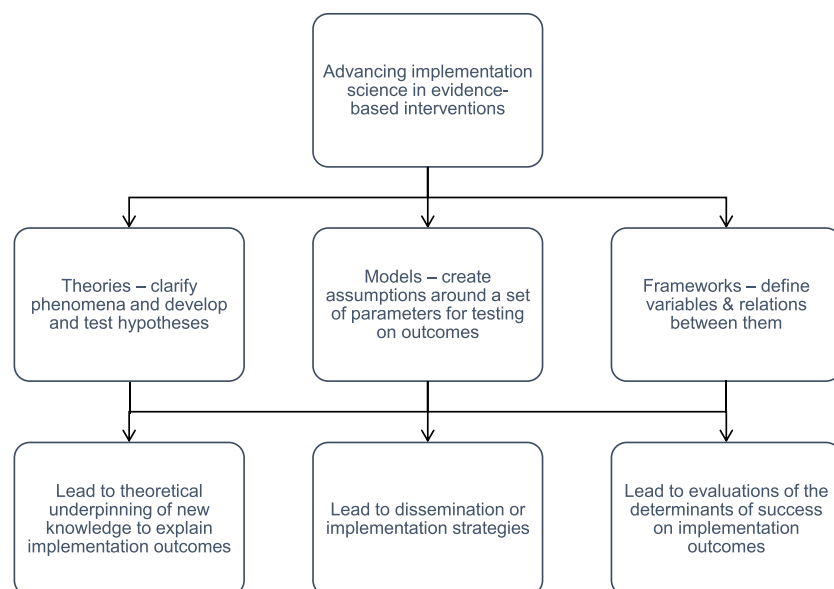 Advancing implementation
science in evidence-
based interventions
Theories – clarify
phenomena and develop
and test hypotheses
Models – create
assumptions around a set
of parameters for testing
on outcomes
Frameworks – define
variables & relations
between them
Lead to theoretical
underpinning of new
knowledge to explain
implementation outcomes
Lead to dissemination or
implementation strategies
Lead to evaluations of the
determinants of success
on implementation
outcomes